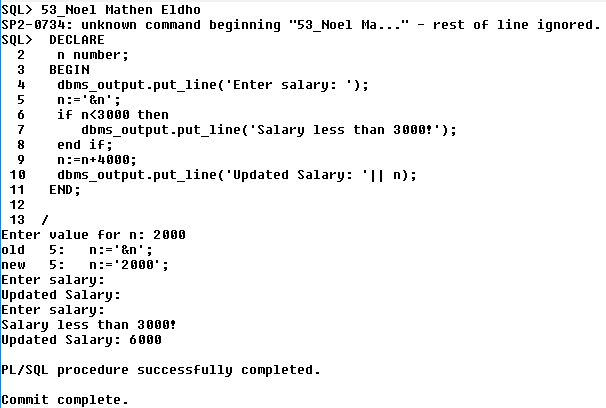 SQL> 53_Noel Mathen Eldho
SP2-0734: unknown command beginning "53_Noel Ma..." - rest of line ignored.
SQL>  DECLARE
  2    n number;
  3   BEGIN
  4    dbms_output.put_line('Enter salary: ');
  5    n:='&n';
  6    if n<3000 then
  7       dbms_output.put_line('Salary less than 3000!');
  8    end if;
  9    n:=n+4000;
 10    dbms_output.put_line('Updated Salary: '|| n);
 11   END;
 12
 13  /
Enter value for n: 2000
old   5:   n:='&n';
new   5:   n:='2000';
Enter salary:
Updated Salary:
Enter salary:
Salary less than 3000!
Updated Salary: 6000

PL/SQL procedure successfully completed.

Commit complete.